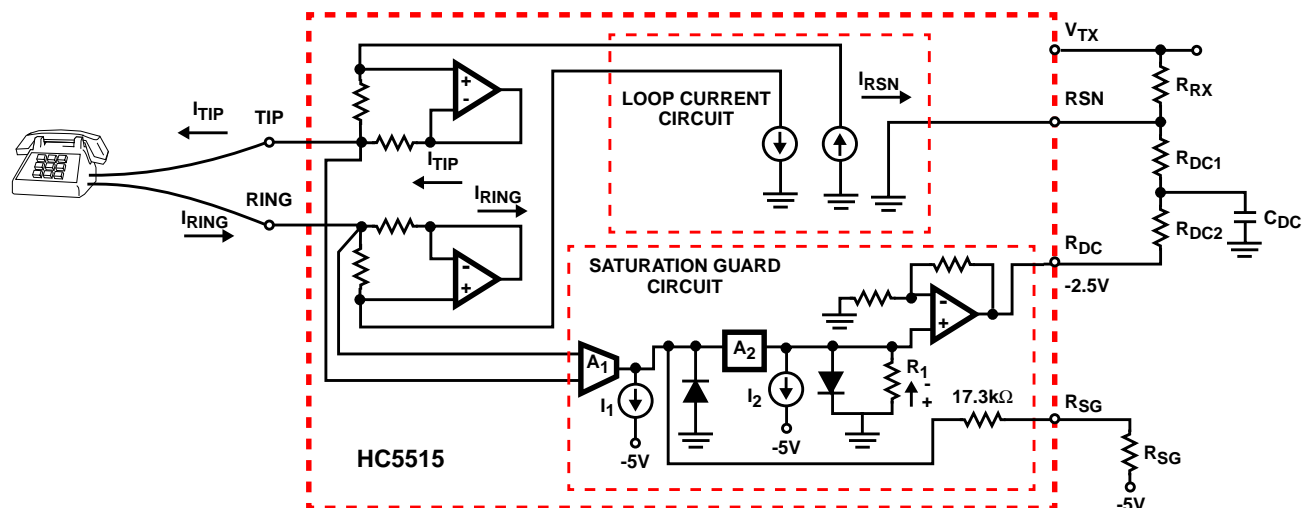 V_TX
I_RSN
R_RX
LOOP CURRENT
CIRCUIT
RSN
I_TIP
TIP
+
-
R_DC1
I_TIP
C_DC
I_RING
RING
I_RING
R_DC2
-
+
R_DC
-2.5V
SATURATION GUARD
CIRCUIT
-
+
A_1
A_2
R_1
-
+
I_1
I_2
17.3kΩ
R_SG
-5V
-5V
R_SG
HC5515
-5V